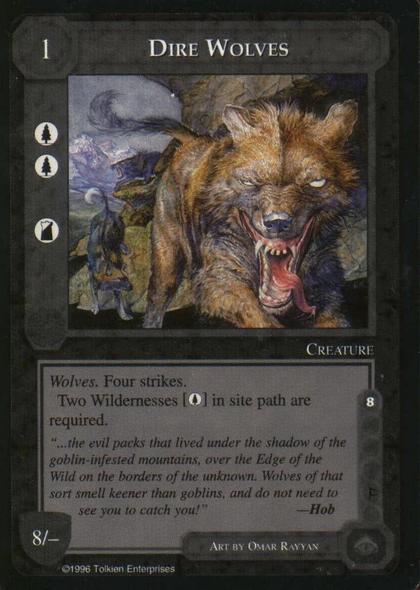 1
DIRE WOLVES
CREATURE
Wolves. Four strikes.
Two Wildernesses [] in site path are
required.
8
"...the evil packs that lived under the shadow of the
goblin-infested mountains, over the Edge of the
Wild on the borders of the unknown. Wolves of that
sort smell keener than goblins, and do not need to
see you to catch you!" —Hob
8/–
ART BY OMAR RAYYAN
©1996 Tolkien Enterprises